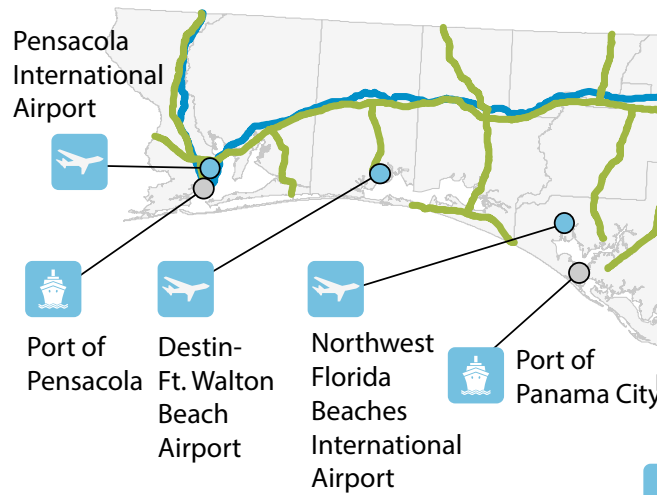 Pensacola
International
Airport
Port of
Pensacola
Destin-
Ft. Walton
Beach
Airport
Northwest
Florida
Beaches
International
Airport
Port of
Panama City